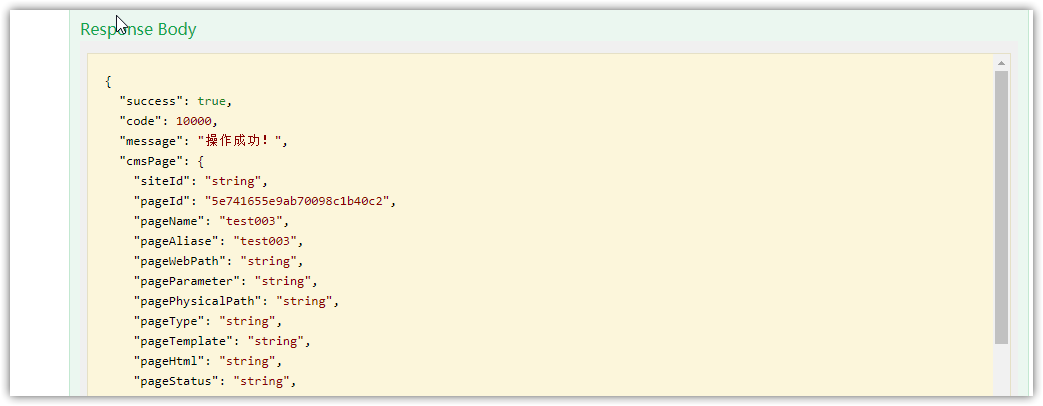 Response Body
{
"success": true,
"code": 10000,
"message": "操作成功！",
"cmsPage": {
"siteId": "string",
"pageId": "5e741655e9ab70098c1b40c2",
"pageName": "test003",
"pageAliase": "test003",
"pageWebPath": "string",
"pageParameter": "string",
"pagePhysicalPath": "string",
"pageType": "string",
"pageTemplate": "string",
"pageHtml": "string",
"pageStatus": "string",